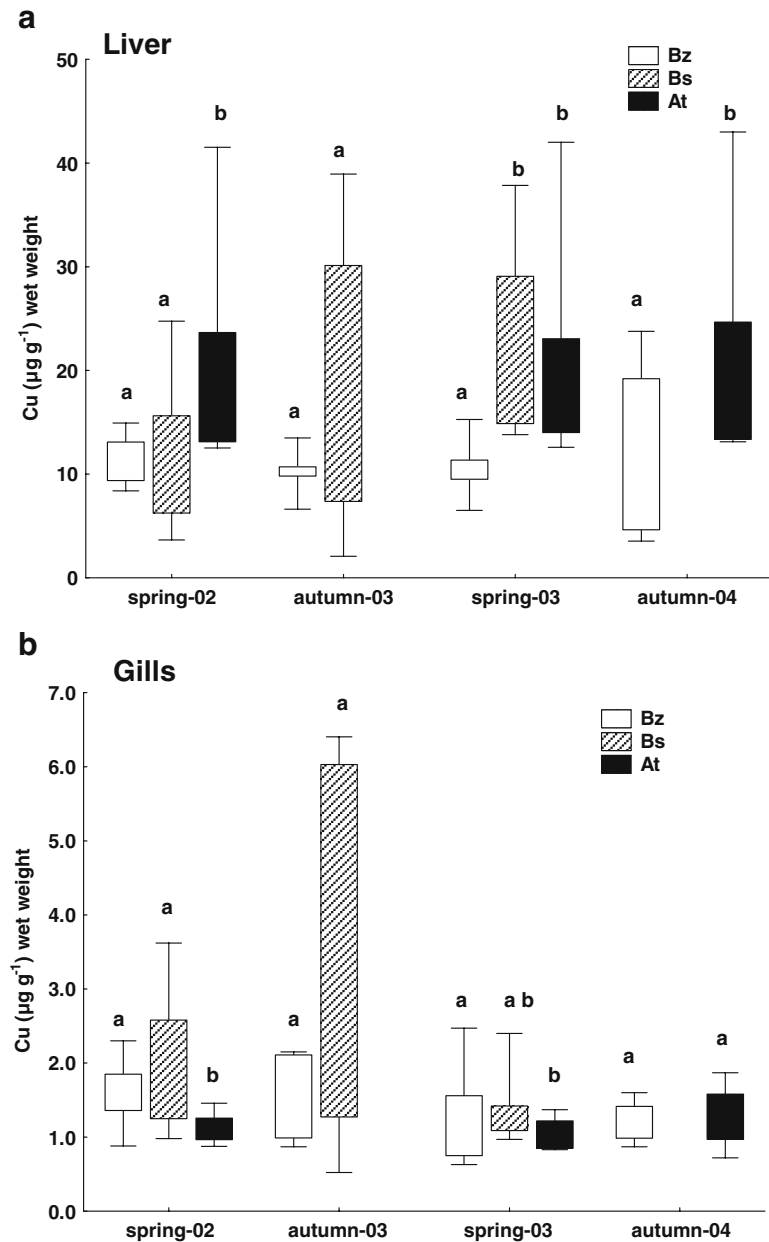 a
Liver
50
40
30
20
10
0
Cu (µg g⁻¹) wet weight
Bz
Bs
At
a
a
b
a
a
a
b
b
a
b
spring-02 autumn-03 spring-03 autumn-04
b
Gills
7.0
6.0
5.0
4.0
3.0
2.0
1.0
0.0
Cu (µg g⁻¹) wet weight
Bz
Bs
At
a
a
b
a
a
a
a b
b
a
a
spring-02 autumn-03 spring-03 autumn-04